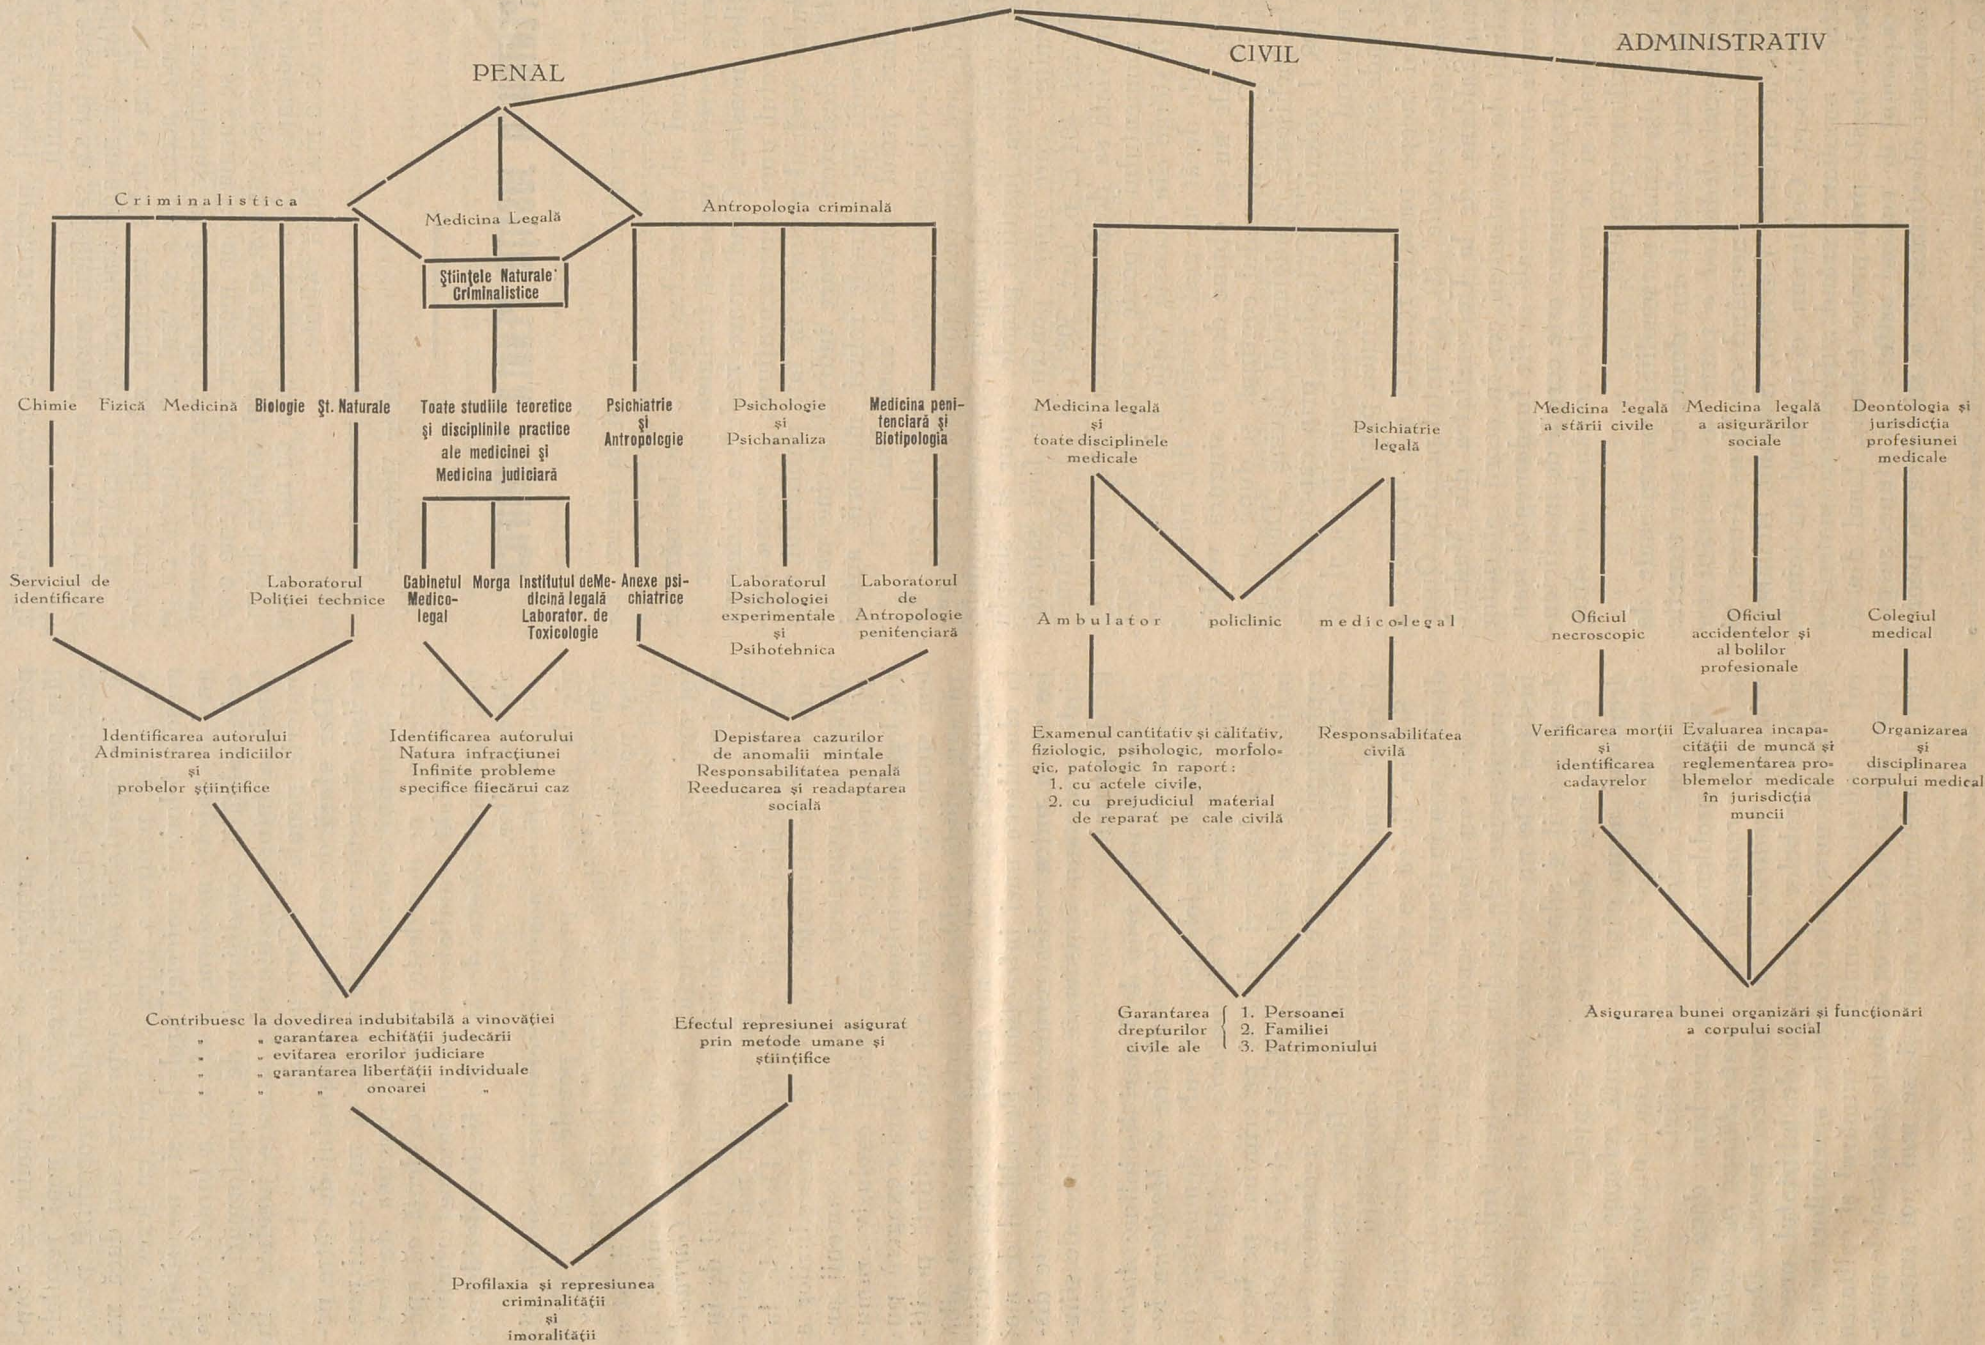 PENAL
CIVIL
ADMINISTRATIV
Criminalistica
Medicina Legală
Antropologia criminală
Ştiinţele Naturale
Criminalistice
Chimie
Fizică
Medicină
Biologie
Şt. Naturale
Toate studiile teoretice
şi disciplinile practice
ale medicinei şi
Medicina judiciară
Psichiatrie
şi
Antropologie
Psichologie
şi
Psichanaliza
Medicina peni-
tenciară şi
Biotipologia
Medicina legală
şi
toate disciplinele
medicale
Psichiatrie
legală
Medicina legală
a stării civile
Medicina legală
a asigurărilor
sociale
Deontologia şi
jurisdicţia
profesiunei
medicale
Serviciul de
identificare
Laboratorul
Poliţiei technice
Cabinetul
Medico-
legal
Morga
Institutul deMe-
dicină legală
Laborator. de
Toxicologie
Anexe psi-
chiatrice
Laboratorul
Psichologiei
experimentale
şi
Psihotehnica
Laboratorul
de
Antropologie
penitenciară
Ambulator
policlinic
medico-legal
Oficiul
necroscopic
Oficiul
accidentelor şi
al bolilor
profesionale
Colegiul
medical
Identificarea autorului
Administrarea indiciilor
şi
probelor ştiinţifice
Identificarea autorului
Natura infracţiunei
Infinite probleme
specifice fiiecărui caz
Depistarea cazurilor
de anomalii mintale
Responsabilitatea penală
Reeducarea şi readaptarea
socială
Examenul cantitativ şi calitativ,
fiziologic, psihologic, morfolo-
gic, patologic în raport:
1. cu actele civile,
2. cu prejudiciul material
de reparat pe cale civilă
Responsabilitatea
civilă
Verificarea morţii
şi
identificarea
cadavrelor
Evaluarea incapa-
cităţii de muncă şi
reglementarea pro-
blemelor medicale
în jurisdicţia
muncii
Organizarea
şi
disciplinarea
corpului medical
Contribuesc la dovedirea indubitabilă a vinovăţiei
„ „ garantarea echităţii judecării
„ „ evitarea erorilor judiciare
„ „ garantarea libertăţii individuale
„ „ „ onoarei „
Efectul represiunei asigurat
prin metode umane şi
ştiinţifice
Garantarea
drepturilor
civile ale
1. Persoanei
2. Familiei
3. Patrimoniului
Asigurarea bunei organizări şi funcţionări
a corpului social
Profilaxia şi represiunea
criminalităţii
şi
imoralităţii